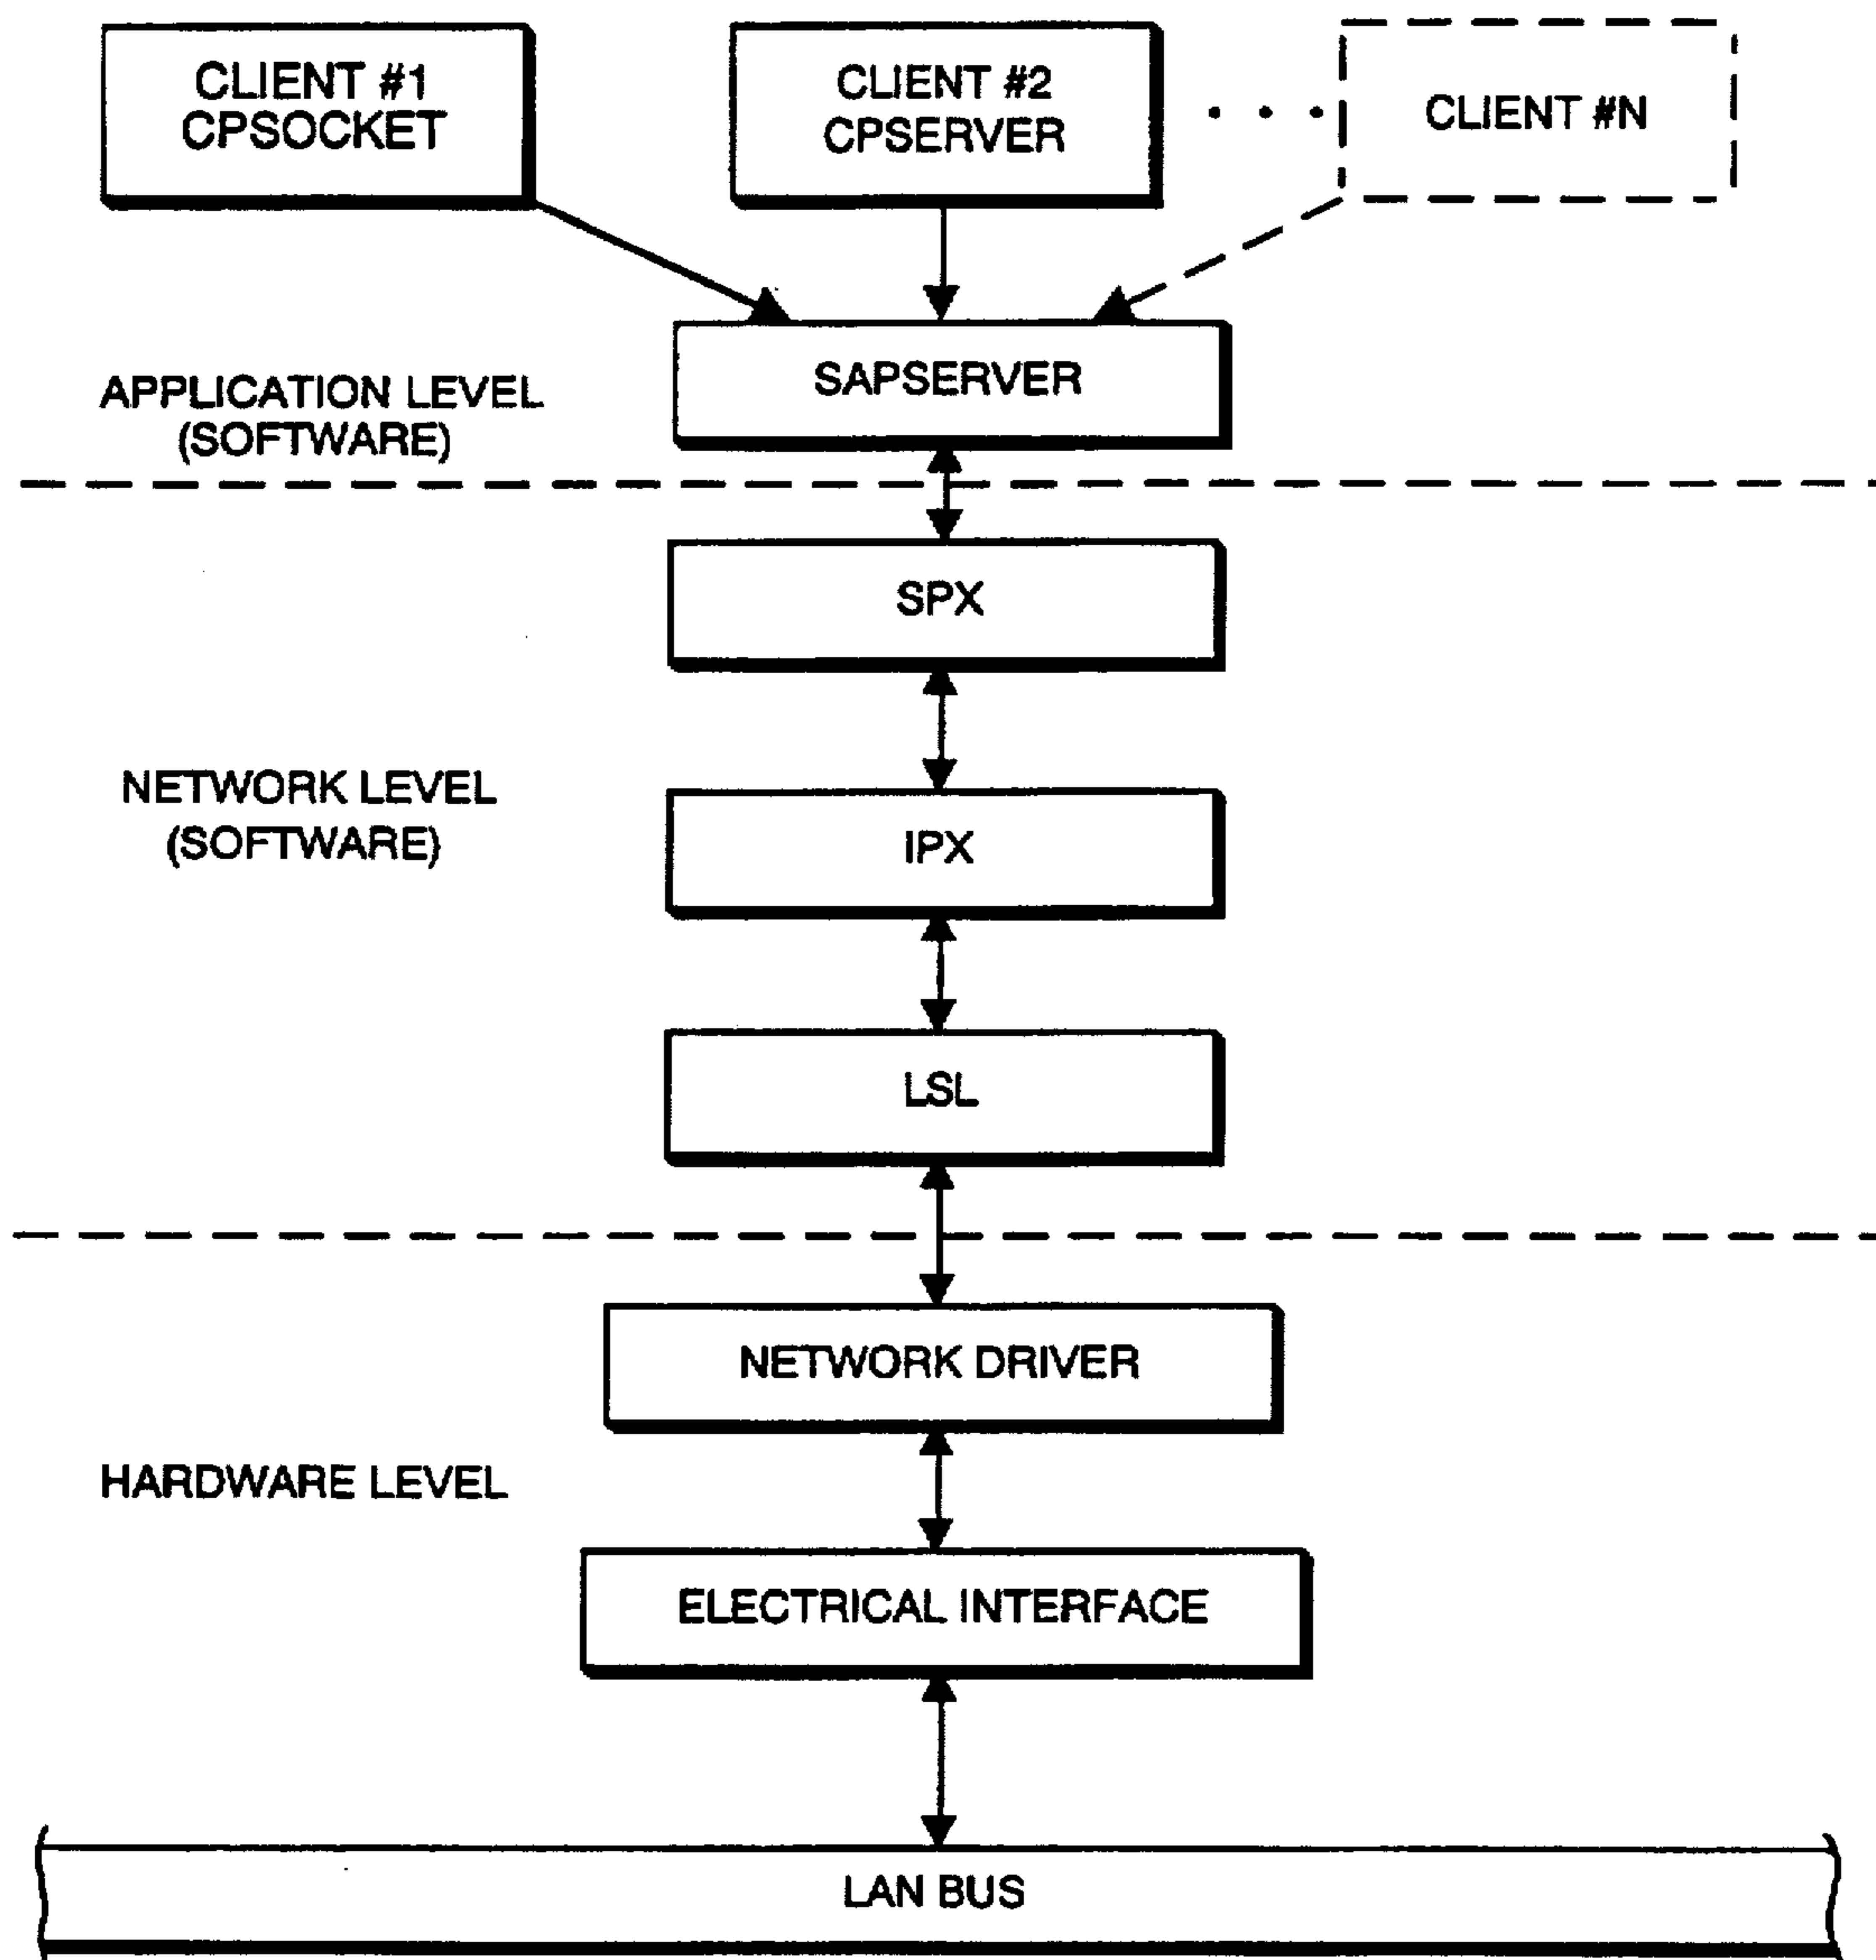 CLIENT #1
CPSOCKET
CLIENT #2
CPSERVER
. . .
CLIENT #N
SAPSERVER
APPLICATION LEVEL
(SOFTWARE)
SPX
NETWORK LEVEL
(SOFTWARE)
IPX
LSL
NETWORK DRIVER
HARDWARE LEVEL
ELECTRICAL INTERFACE
LAN BUS